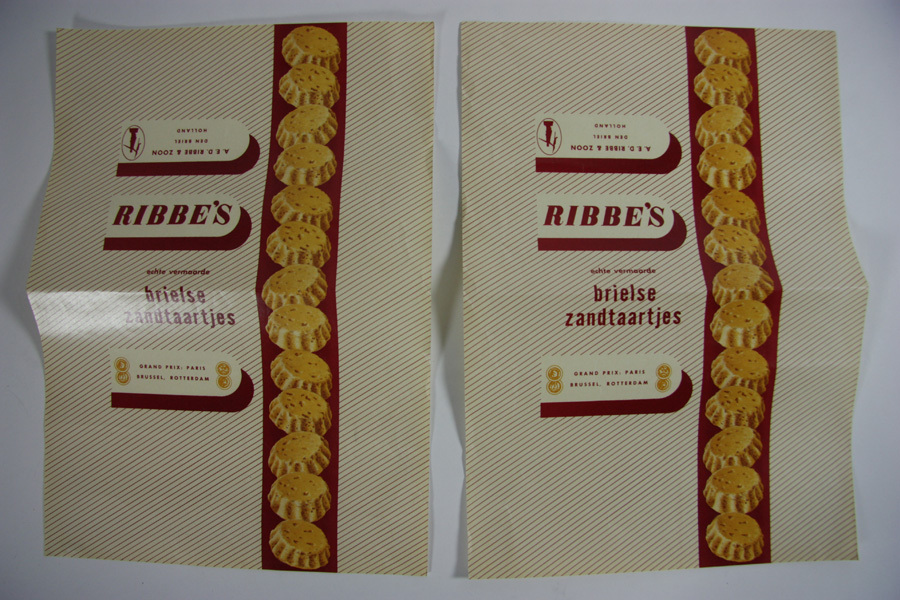 A. E. D. RIBBE & ZOON
DEN BRIEL
HOLLAND
RIBBE'S
echte vermaarde
brielse
zandtaartjes
GRAND PRIX: PARIS
BRUSSEL, ROTTERDAM
A. E. D. RIBBE & ZOON
DEN BRIEL
HOLLAND
RIBBE'S
echte vermaarde
brielse
zandtaartjes
GRAND PRIX: PARIS
BRUSSEL, ROTTERDAM